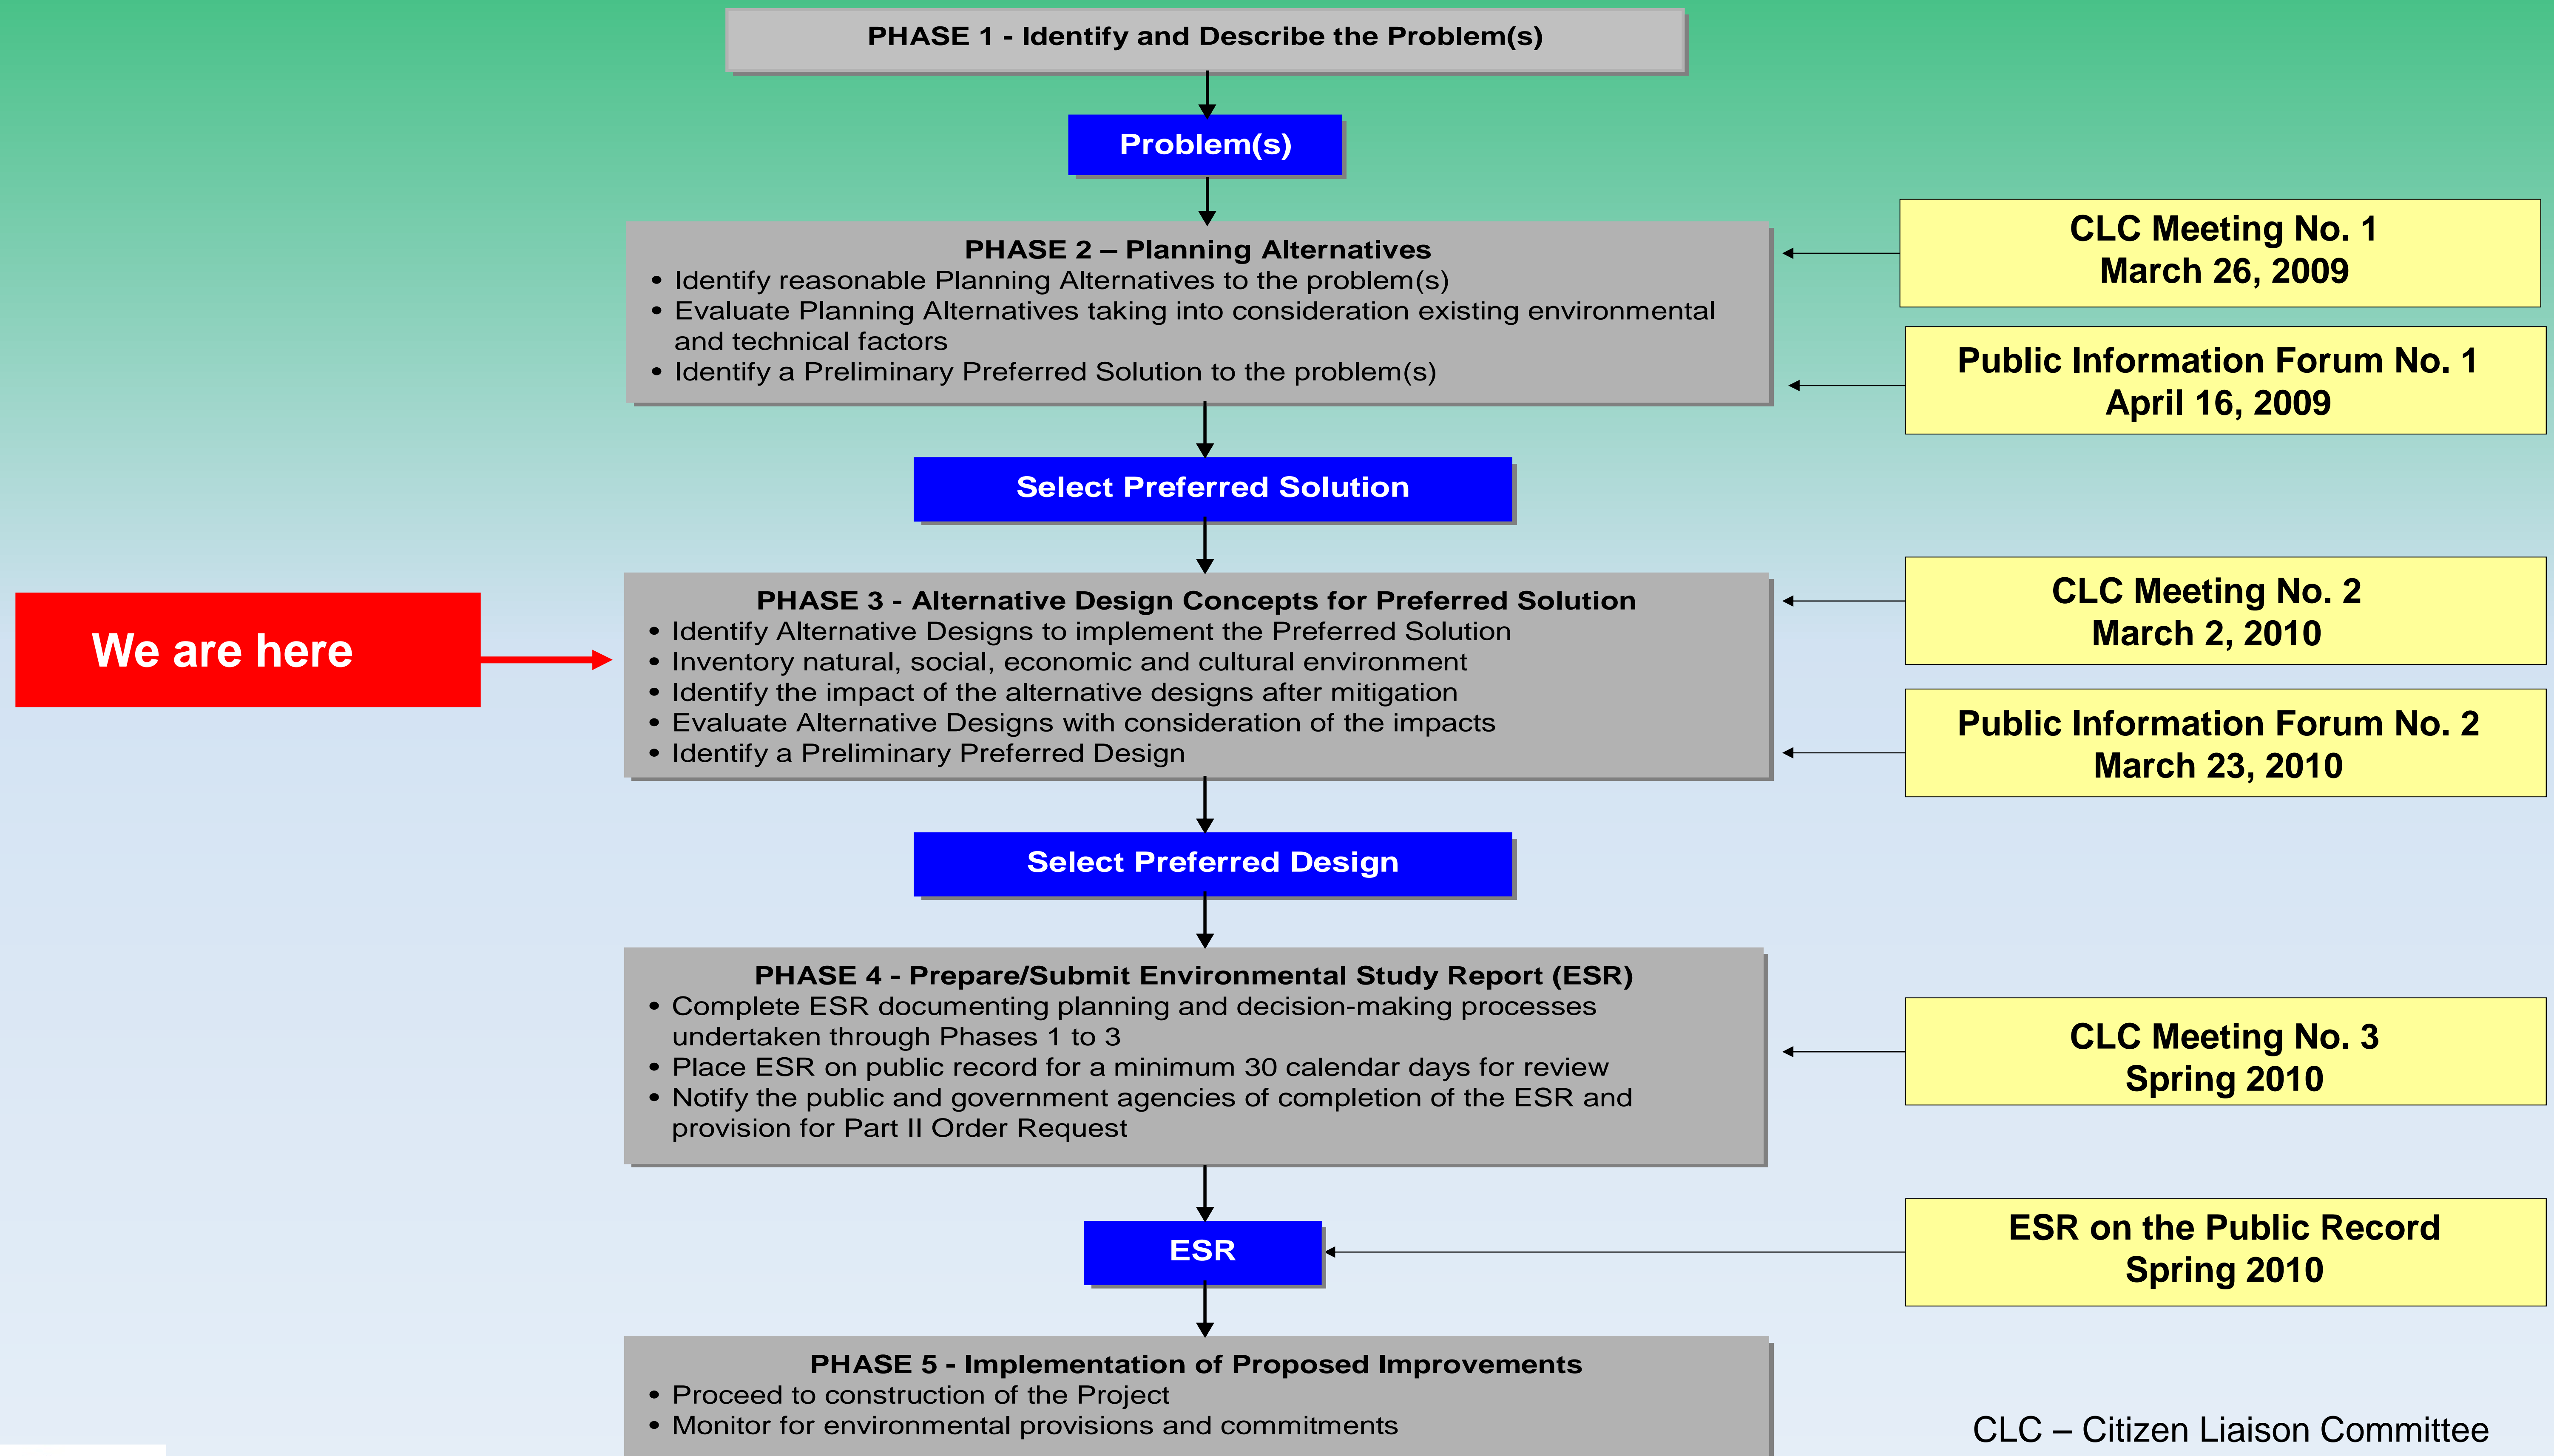 PHASE 1 - Identify and Describe the Problem(s)
Problem(s)
PHASE 2 – Planning Alternatives
• Identify reasonable Planning Alternatives to the problem(s)
• Evaluate Planning Alternatives taking into consideration existing environmental
and technical factors
• Identify a Preliminary Preferred Solution to the problem(s)
CLC Meeting No. 1
March 26, 2009
Public Information Forum No. 1
April 16, 2009
Select Preferred Solution
We are here
PHASE 3 - Alternative Design Concepts for Preferred Solution
• Identify Alternative Designs to implement the Preferred Solution
• Inventory natural, social, economic and cultural environment
• Identify the impact of the alternative designs after mitigation
• Evaluate Alternative Designs with consideration of the impacts
• Identify a Preliminary Preferred Design
CLC Meeting No. 2
March 2, 2010
Public Information Forum No. 2
March 23, 2010
Select Preferred Design
PHASE 4 - Prepare/Submit Environmental Study Report (ESR)
• Complete ESR documenting planning and decision-making processes
undertaken through Phases 1 to 3
• Place ESR on public record for a minimum 30 calendar days for review
• Notify the public and government agencies of completion of the ESR and
provision for Part II Order Request
CLC Meeting No. 3
Spring 2010
ESR
ESR on the Public Record
Spring 2010
PHASE 5 - Implementation of Proposed Improvements
• Proceed to construction of the Project
• Monitor for environmental provisions and commitments
CLC – Citizen Liaison Committee